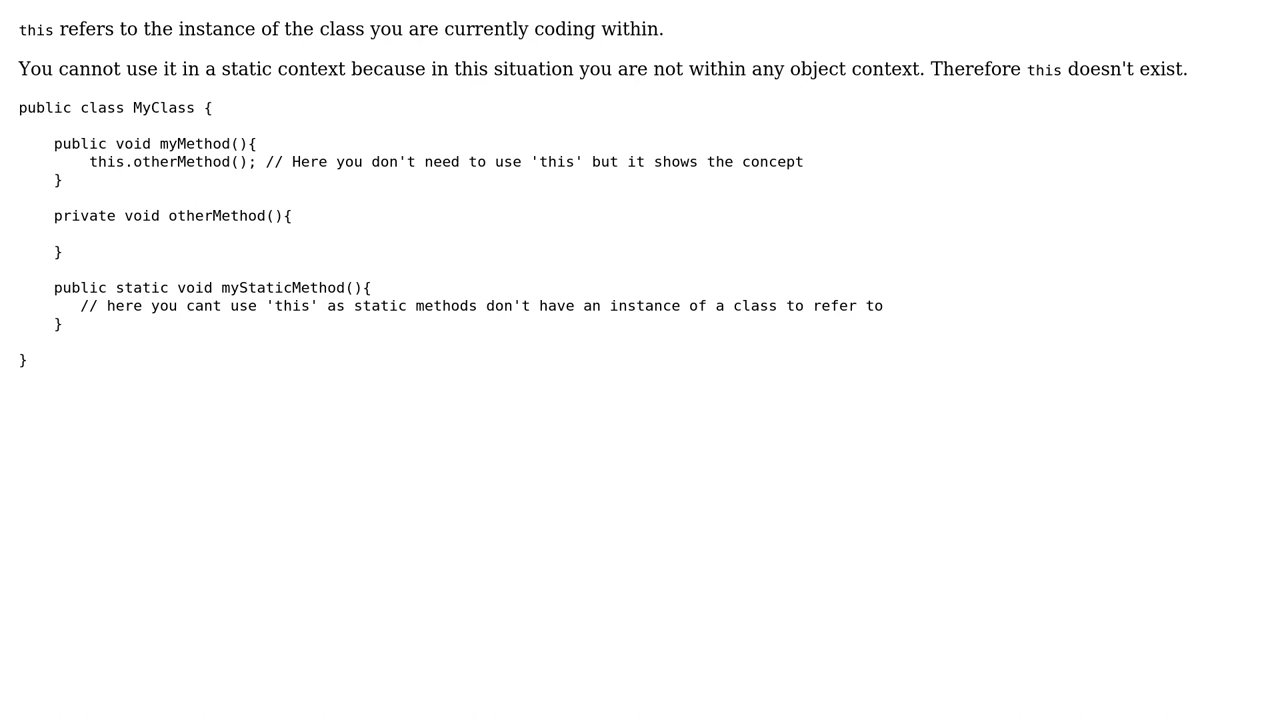 this refers to the instance of the class you are currently coding within.
You cannot use it in a static context because in this situation you are not within any object context. Therefore this doesn't exist.
public class MyClass {
    public void myMethod(){
        this.otherMethod(); // Here you don't need to use 'this' but it shows the concept
    }
    private void otherMethod(){
    }
    public static void myStaticMethod(){
       // here you cant use 'this' as static methods don't have an instance of a class to refer to
    }
}